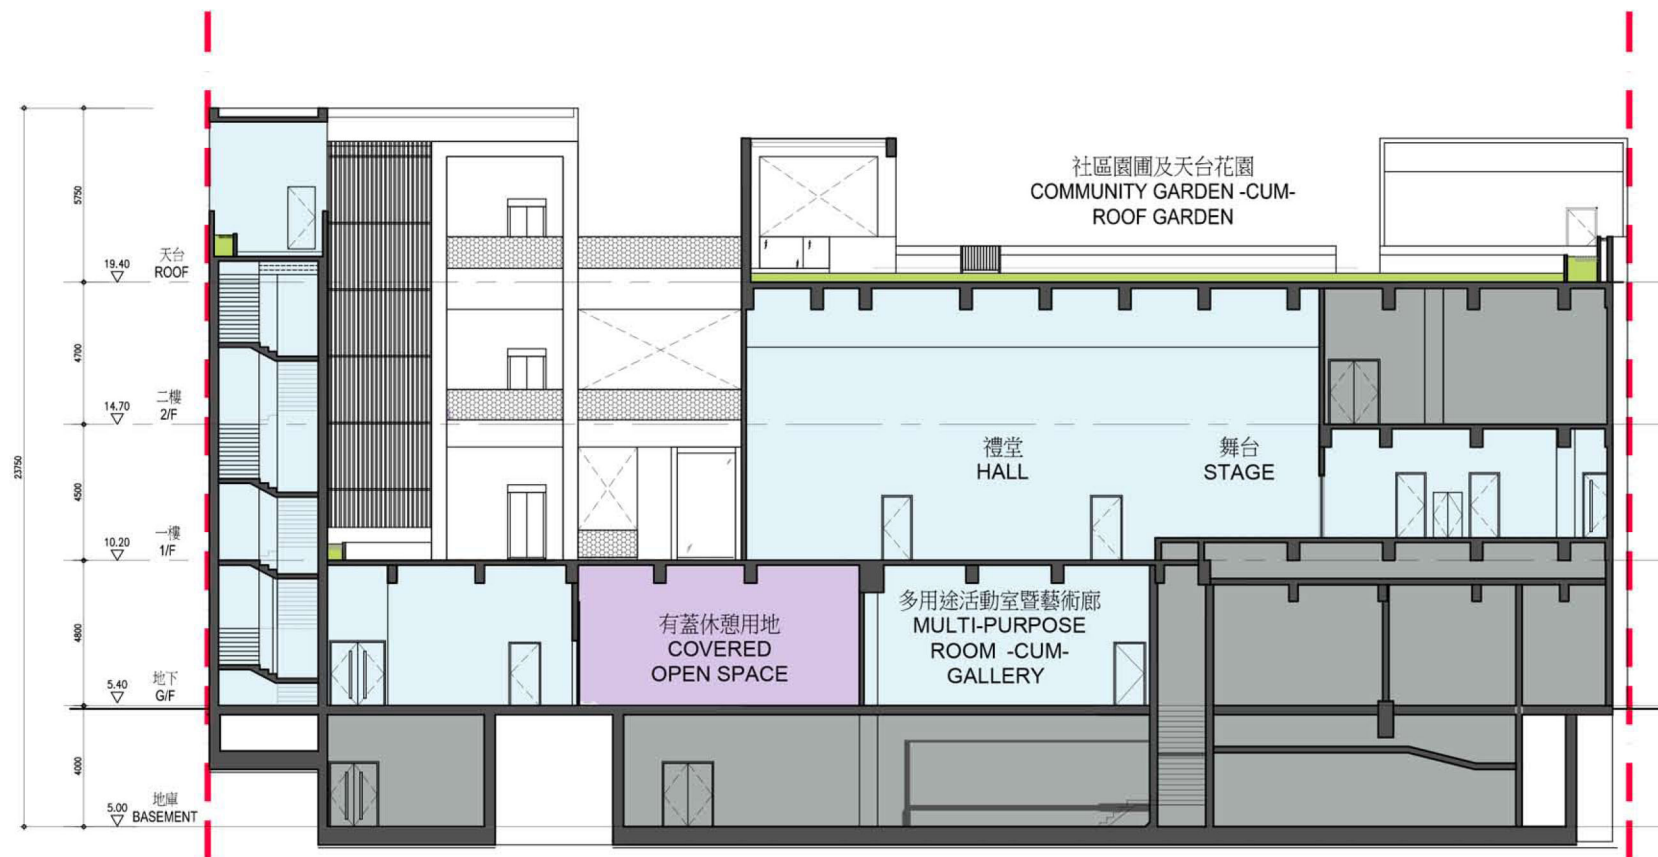 社區園圃及天台花園
COMMUNITY GARDEN -CUM-
ROOF GARDEN
5750
天台
19.40
ROOF
4700
二樓
14.70
2/F
禮堂
HALL
舞台
STAGE
23750
4500
一樓
10.20
1/F
有蓋休憩用地
COVERED
OPEN SPACE
多用途活動室暨藝術廊
MULTI-PURPOSE
ROOM -CUM-
GALLERY
4800
地下
5.40
G/F
4000
地庫
5.00
BASEMENT